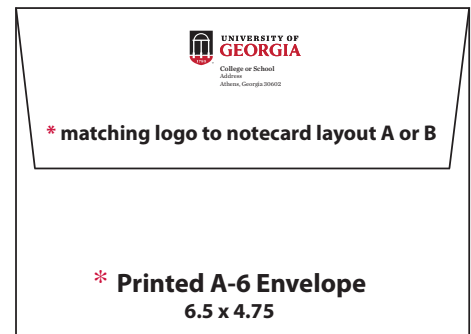 UNIVERSITY OF
GEORGIA
1785
College or School
Address
Athens, Georgia 30602
* matching logo to notecard layout A or B
* Printed A-6 Envelope
6.5 x 4.75